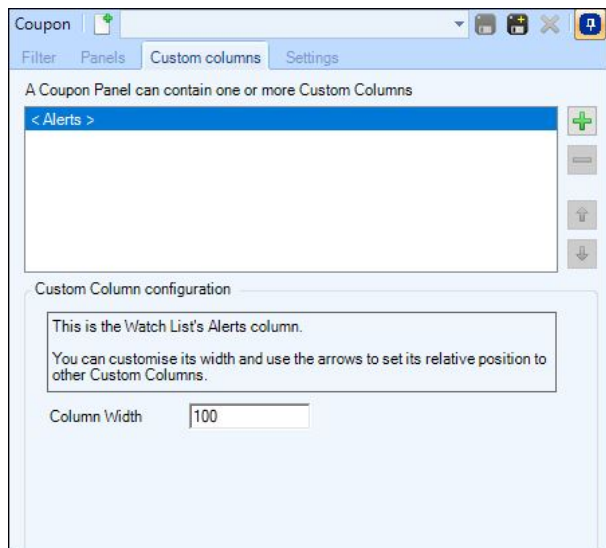 Coupon
Filter Panels Custom columns Settings
A Coupon Panel can contain one or more Custom Columns
< Alerts >
Custom Column configuration
This is the Watch List's Alerts column.
You can customise its width and use the arrows to set its relative position to
other Custom Columns.
Column Width 100